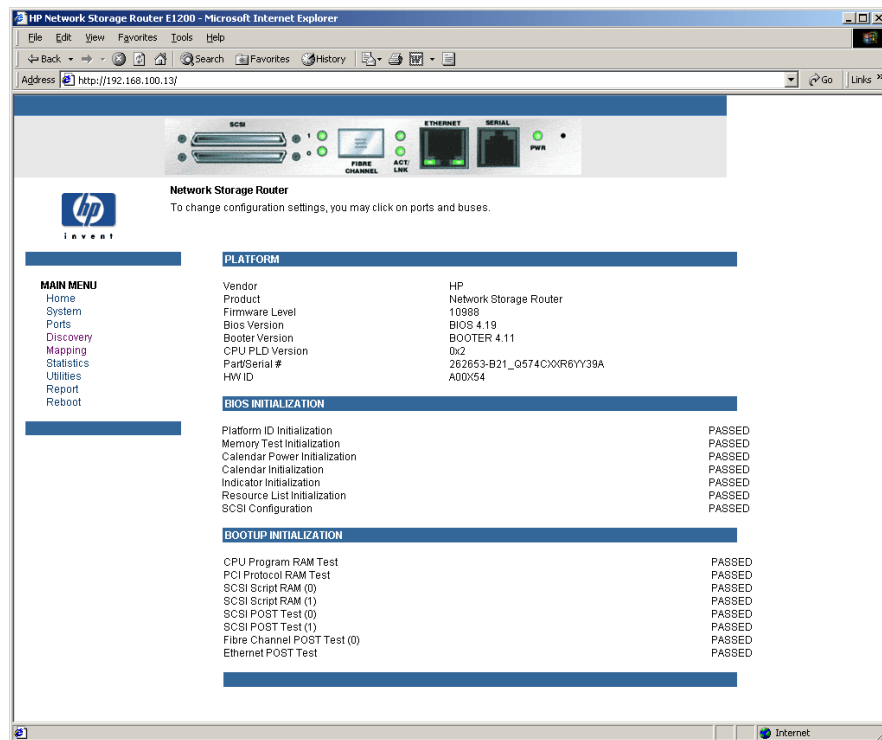 HP Network Storage Router E1200 - Microsoft Internet Explorer
File Edit View Favorites Tools Help
Back Search Favorites History
Address http://192.168.100.13/ Go Links »
SCSI ETHERNET SERIAL
1
0
FIBRE CHANNEL ACT/ LNK PWR
hp
invent
Network Storage Router
To change configuration settings, you may click on ports and buses.
MAIN MENU
Home
System
Ports
Discovery
Mapping
Statistics
Utilities
Report
Reboot
PLATFORM
Vendor HP
Product Network Storage Router
Firmware Level 10988
Bios Version BIOS 4.19
Booter Version BOOTER 4.11
CPU PLD Version 0x2
Part/Serial # 262653-B21_Q574CXXR6YY39A
HW ID A00X54
BIOS INITIALIZATION
Platform ID Initialization PASSED
Memory Test Initialization PASSED
Calendar Power Initialization PASSED
Calendar Initialization PASSED
Indicator Initialization PASSED
Resource List Initialization PASSED
SCSI Configuration PASSED
BOOTUP INITIALIZATION
CPU Program RAM Test PASSED
PCI Protocol RAM Test PASSED
SCSI Script RAM (0) PASSED
SCSI Script RAM (1) PASSED
SCSI POST Test (0) PASSED
SCSI POST Test (1) PASSED
Fibre Channel POST Test (0) PASSED
Ethernet POST Test PASSED
Internet